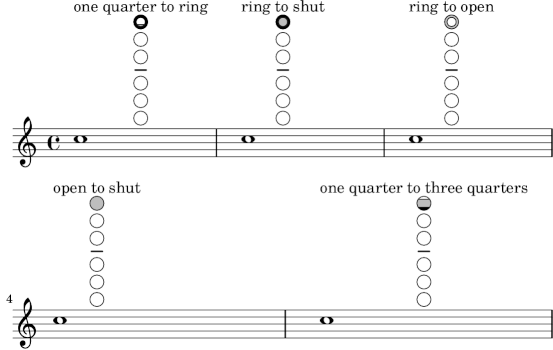 one quarter to ring ring to shut ring to open
open to shut one quarter to three quarters
4